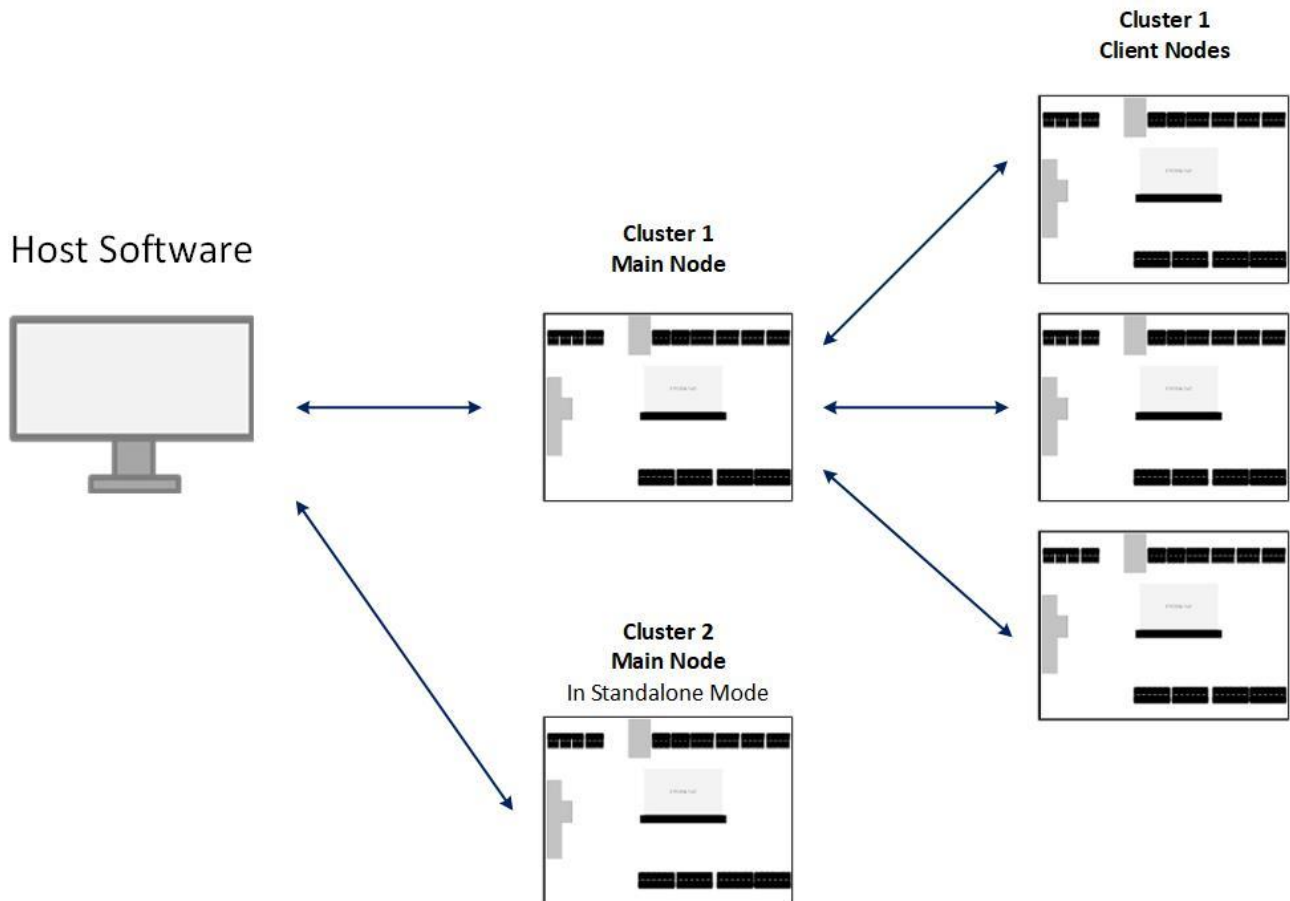 Cluster 1
Client Nodes
Cluster 1
Main Node
Host Software
Cluster 2
Main Node
In Standalone Mode